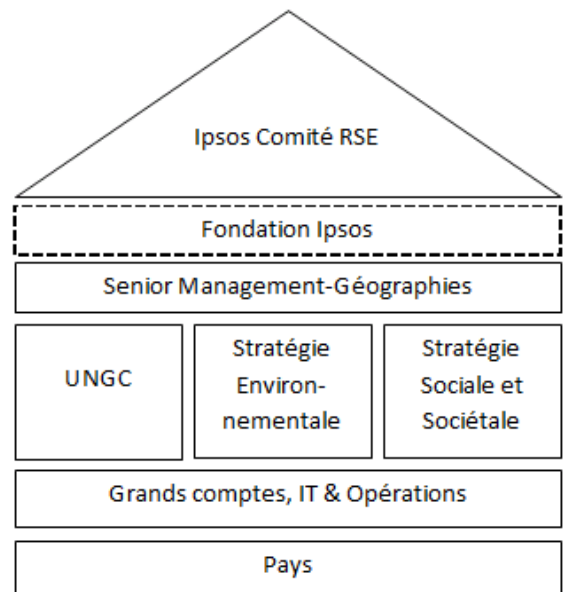 Ipsos Comité RSE
Fondation Ipsos
Senior Management-Géographies
UNGC
Stratégie
Environ-
nementale
Stratégie
Sociale et
Sociétale
Grands comptes, IT & Opérations
Pays